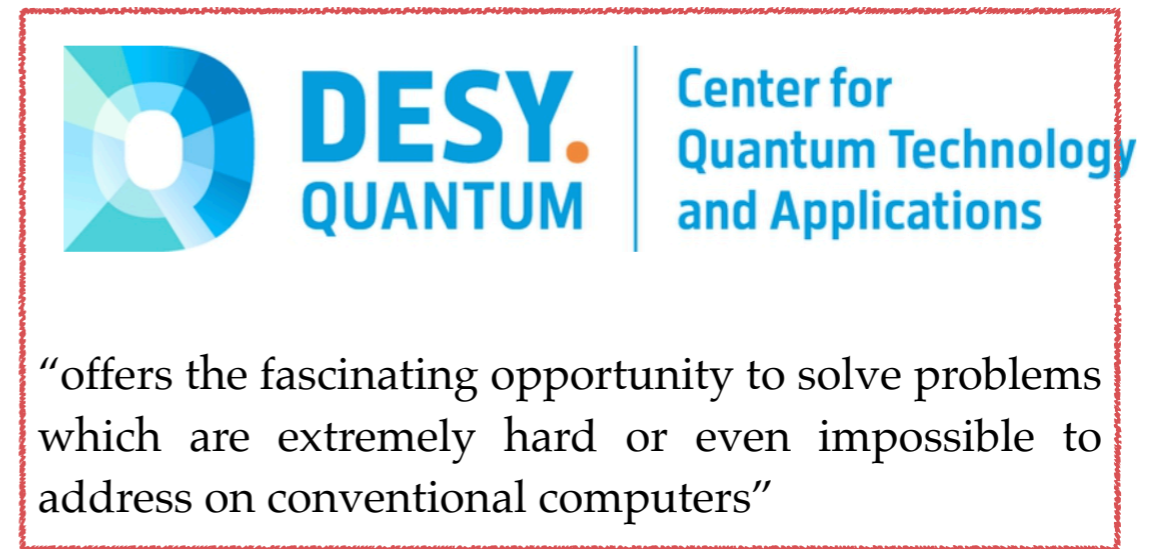 DESY.
QUANTUM
Center for
Quantum Technology
and Applications
“offers the fascinating opportunity to solve problems
which are extremely hard or even impossible to
address on conventional computers”